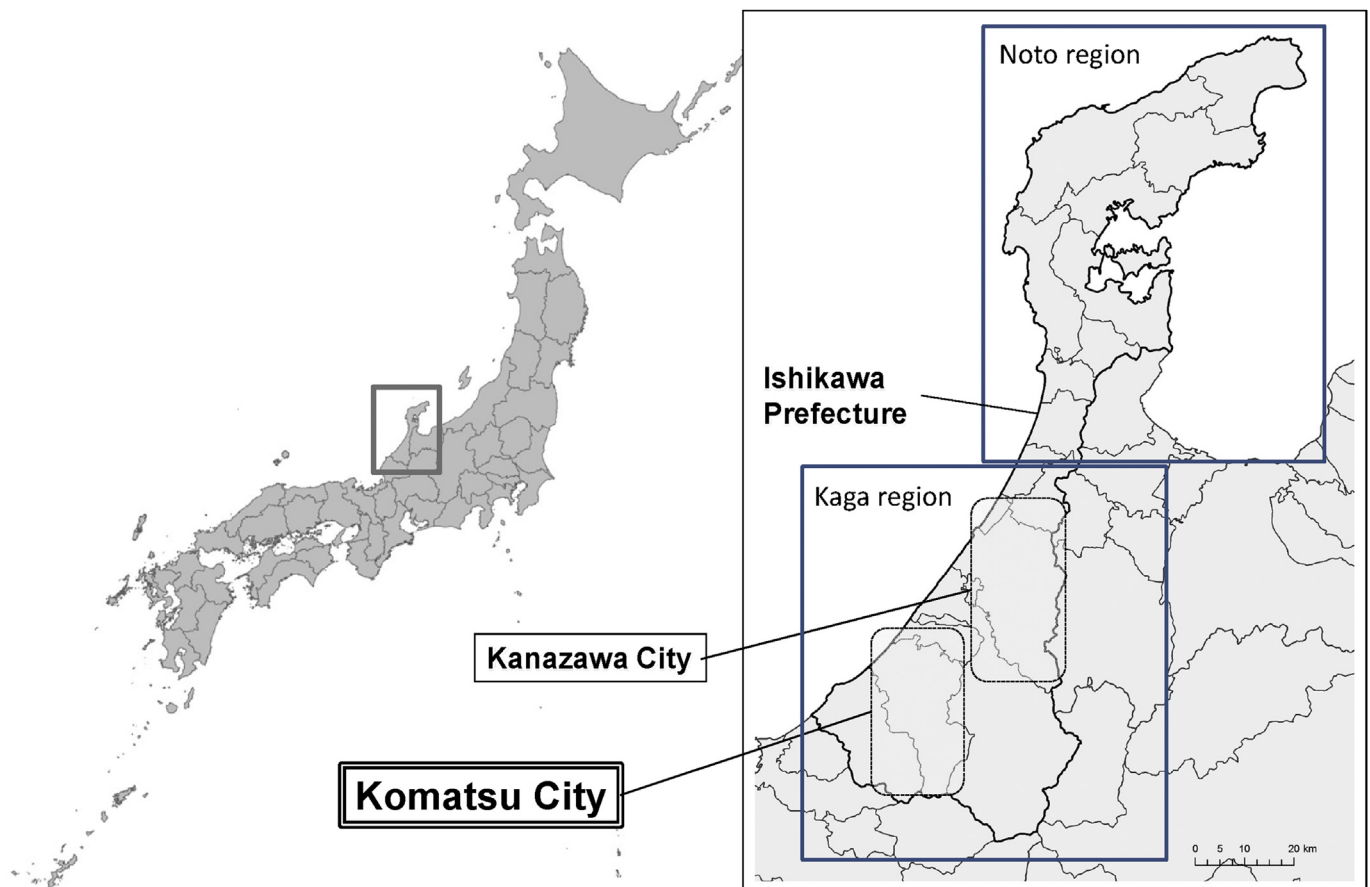 Noto region
Ishikawa
Prefecture
Kaga region
Kanazawa City
Komatsu City
0 5 10 20 km